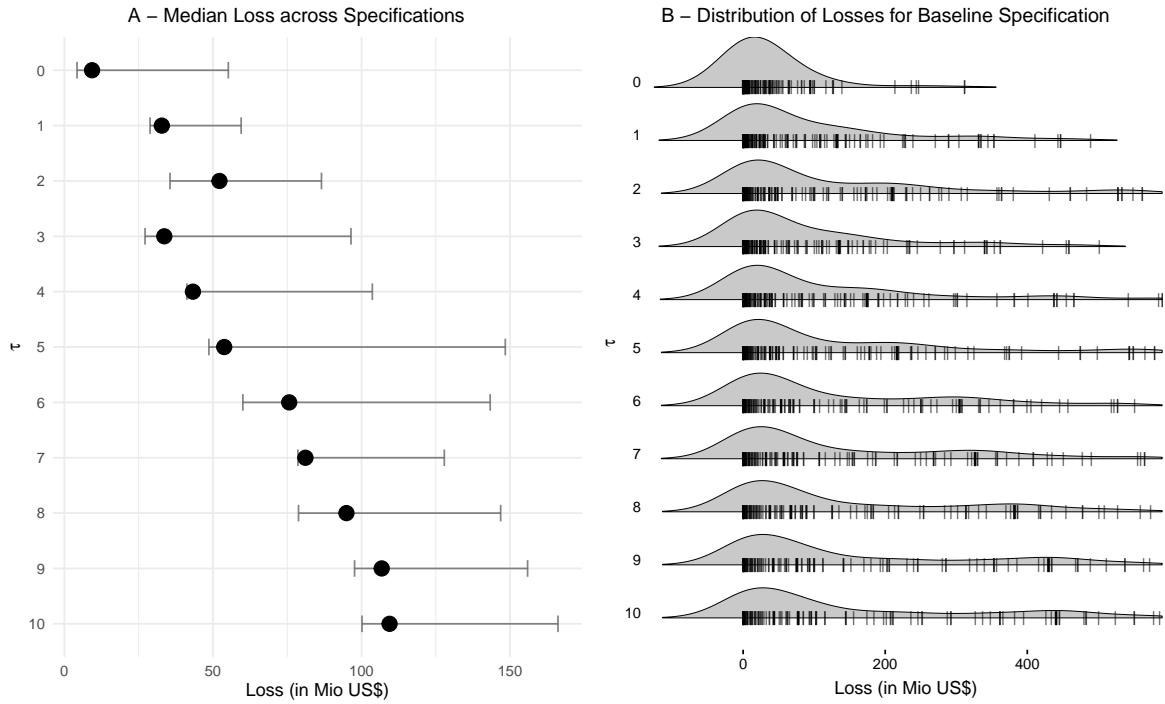 A – Median Loss across Specifications
0
1
2
3
4
5
6
7
8
9
10
τ
0 50 100 150
Loss (in Mio US$)
B – Distribution of Losses for Baseline Specification
0
1
2
3
4
5
6
7
8
9
10
τ
0 200 400
Loss (in Mio US$)